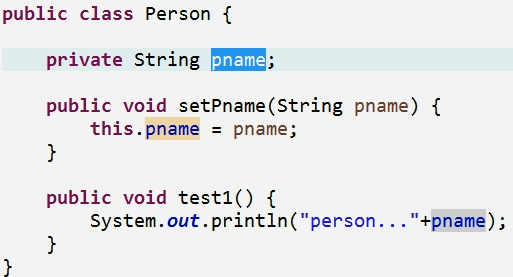 public class Person {
private String pname;
public void setPname(String pname) {
this.pname = pname;
}
public void test1() {
System.out.println("person..."+pname);
}
}